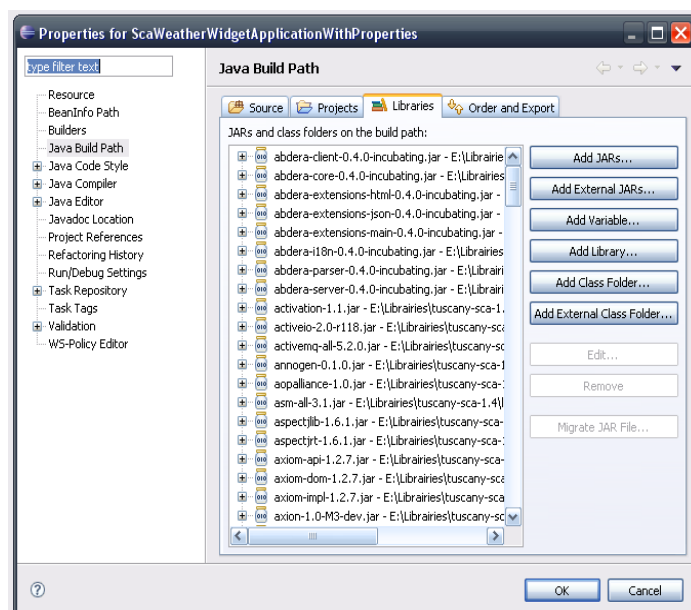 Properties for ScaWeatherWidgetApplicationWithProperties
type filter text
Resource
BeanInfo Path
Builders
Java Build Path
Java Code Style
Java Compiler
Java Editor
Javadoc Location
Project References
Refactoring History
Run/Debug Settings
Task Repository
Task Tags
Validation
WS-Policy Editor
Java Build Path
Source Projects Libraries Order and Export
JARs and class folders on the build path:
abdera-client-0.4.0-incubating.jar - E:\Librairie
abdera-core-0.4.0-incubating.jar - E:\Librairies
abdera-extensions-html-0.4.0-incubating.jar -
abdera-extensions-json-0.4.0-incubating.jar -
abdera-extensions-main-0.4.0-incubating.jar -
abdera-i18n-0.4.0-incubating.jar - E:\Librairies
abdera-parser-0.4.0-incubating.jar - E:\Librairi
abdera-server-0.4.0-incubating.jar - E:\Librairi
activation-1.1.jar - E:\Librairies\tuscany-sca-1.
activeio-2.0-r118.jar - E:\Librairies\tuscany-sca
activemq-all-5.2.0.jar - E:\Librairies\tuscany-sc
annogen-0.1.0.jar - E:\Librairies\tuscany-sca-
aopalliance-1.0.jar - E:\Librairies\tuscany-sca-
asm-all-3.1.jar - E:\Librairies\tuscany-sca-1.4\l
aspectjlib-1.6.1.jar - E:\Librairies\tuscany-sca-
aspectjrt-1.6.1.jar - E:\Librairies\tuscany-sca-
axiom-api-1.2.7.jar - E:\Librairies\tuscany-sca-
axiom-dom-1.2.7.jar - E:\Librairies\tuscany-sca
axiom-impl-1.2.7.jar - E:\Librairies\tuscany-sca
axion-1.0-M3-dev.jar - E:\Librairies\tuscany-sc
Add JARs...
Add External JARs...
Add Variable...
Add Library...
Add Class Folder...
Add External Class Folder...
Edit...
Remove
Migrate JAR File...
OK Cancel